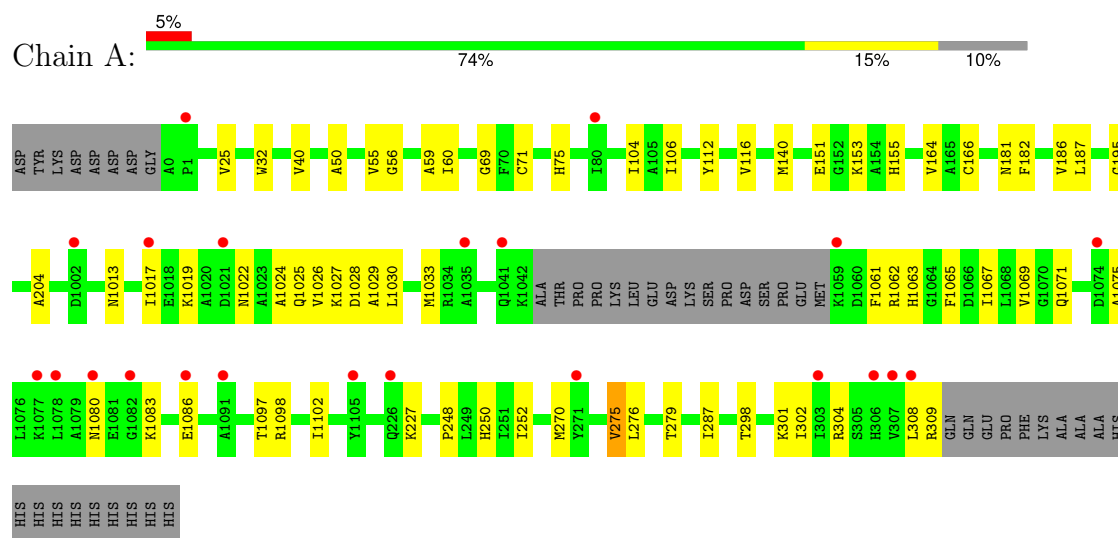 5%
Chain A:
74% 15% 10%
ASP TYR LYS ASP ASP ASP ASP GLY A0 P1 V25 W32 V40 A50 V55 G56 A59 I60 G69 F70 C71 H75 I80 I104 A105 I106 Y112 V116 M140 E151 G152 K153 A154 H155 V164 A165 C166 N181 F182 V186 L187
A204 D1002 N1013 I1017 E1018 K1019 A1020 D1021 N1022 A1023 A1024 Q1025 V1026 K1027 D1028 A1029 L1030 M1033 R1034 A1035 Q1041 K1042 ALA THR PRO PRO LYS LEU GLU ASP LYS SER PRO ASP SER PRO GLU MET K1059 D1060 F1061 R1062 H1063 G1064 F1065 D1066 I1067 L1068 V1069 G1070 Q1071 D1074 A1075
L1076 K1077 L1078 A1079 N1080 E1081 G1082 K1083 E1086 A1091 T1097 R1098 I1102 Y1105 Q226 K227 P248 L249 H250 I251 I252 M270 Y271 V275 L276 T279 I287 T298 K301 I302 I303 R304 S305 H306 V307 L308 R309 GLN GLN GLU PRO PHE LYS ALA ALA ALA HIS
HIS HIS HIS HIS HIS HIS HIS HIS HIS